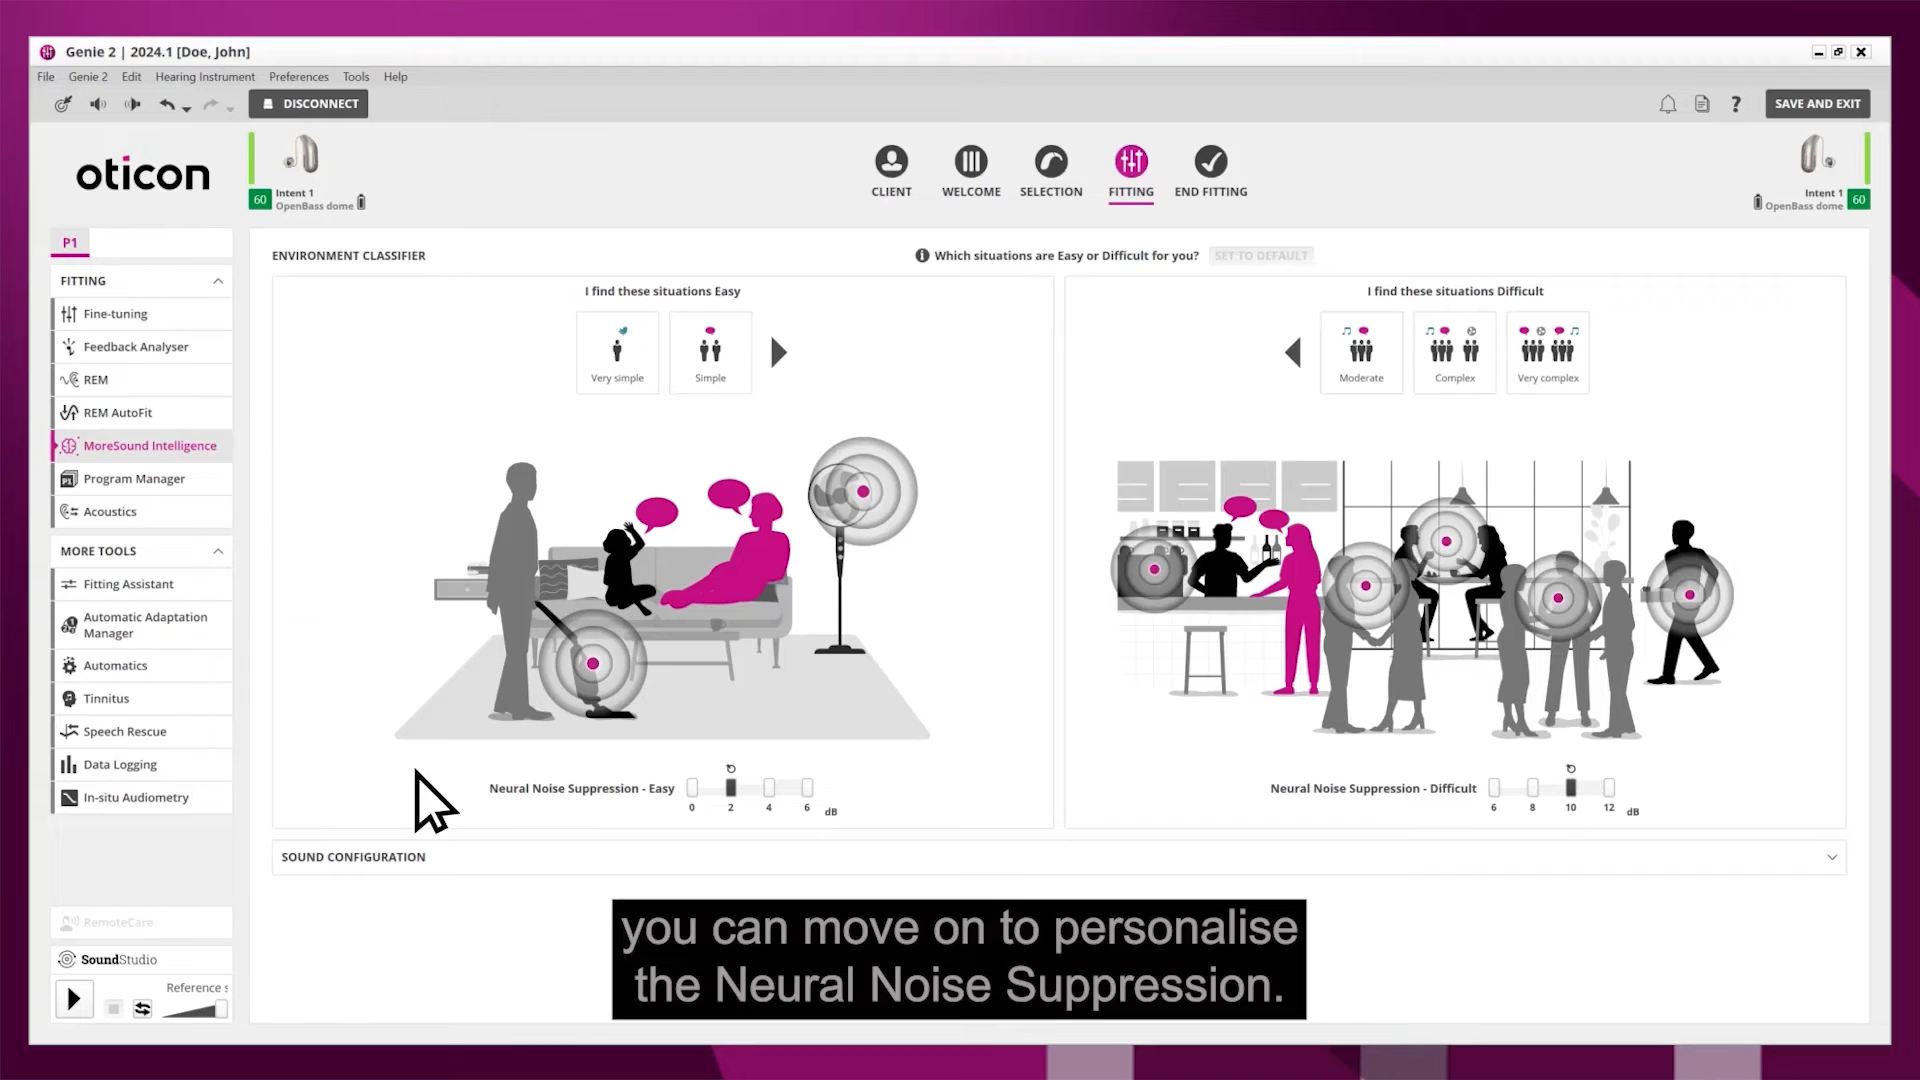 Genie 2 | 2024.1 [Doe, John]
File Genie 2 Edit Hearing Instrument Preferences Tools Help
DISCONNECT
? SAVE AND EXIT
oticon
60 Intent 1
OpenBass dome
CLIENT WELCOME SELECTION FITTING END FITTING
Intent 1 60
OpenBass dome
P1
FITTING
Fine-tuning
Feedback Analyser
REM
REM AutoFit
MoreSound Intelligence
Program Manager
Acoustics
MORE TOOLS
Fitting Assistant
Automatic Adaptation
Manager
Automatics
Tinnitus
Speech Rescue
Data Logging
In-situ Audiometry
RemoteCare
SoundStudio
Reference s
ENVIRONMENT CLASSIFIER
Which situations are Easy or Difficult for you? SET TO DEFAULT
I find these situations Easy
Very simple Simple
I find these situations Difficult
Moderate Complex Very complex
Neural Noise Suppression - Easy
0 2 4 6 dB
Neural Noise Suppression - Difficult
6 8 10 12 dB
SOUND CONFIGURATION
you can move on to personalise
the Neural Noise Suppression.